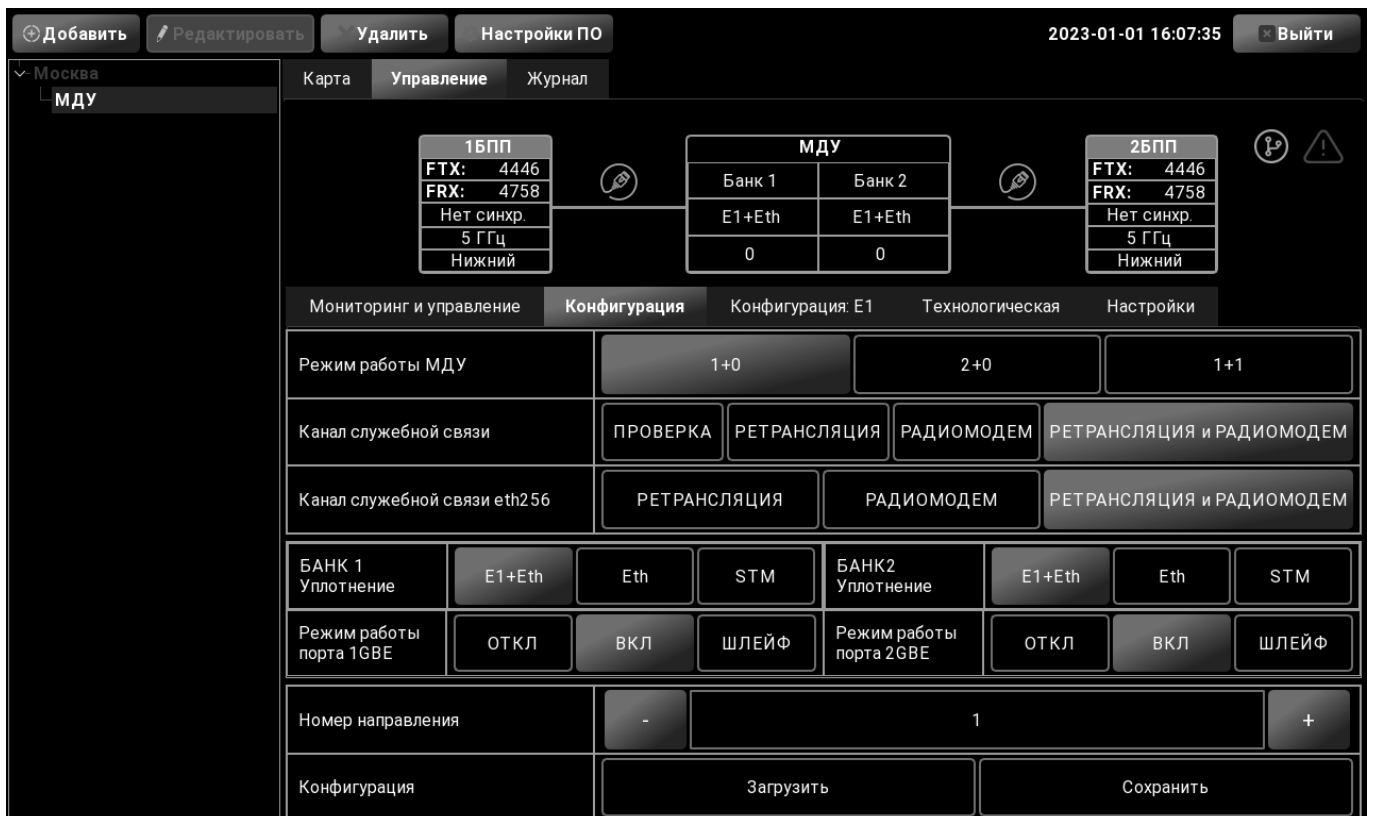 Добавить Редактировать Удалить Настройки ПО 2023-01-01 16:07:35 Выйти
Москва
МДУ
Карта Управление Журнал
1БПП
FTX: 4446
FRX: 4758
Нет синхр.
5 ГГц
Нижний
МДУ
Банк 1 Банк 2
E1+Eth E1+Eth
0 0
2БПП
FTX: 4446
FRX: 4758
Нет синхр.
5 ГГц
Нижний
Мониторинг и управление Конфигурация Конфигурация: E1 Технологическая Настройки
Режим работы МДУ 1+0 2+0 1+1
Канал служебной связи ПРОВЕРКА РЕТРАНСЛЯЦИЯ РАДИОМОДЕМ РЕТРАНСЛЯЦИЯ и РАДИОМОДЕМ
Канал служебной связи eth256 РЕТРАНСЛЯЦИЯ РАДИОМОДЕМ РЕТРАНСЛЯЦИЯ и РАДИОМОДЕМ
БАНК 1
Уплотнение
E1+Eth Eth STM
БАНК2
Уплотнение
E1+Eth Eth STM
Режим работы
порта 1GBE
ОТКЛ ВКЛ ШЛЕЙФ
Режим работы
порта 2GBE
ОТКЛ ВКЛ ШЛЕЙФ
Номер направления - 1 +
Конфигурация Загрузить Сохранить